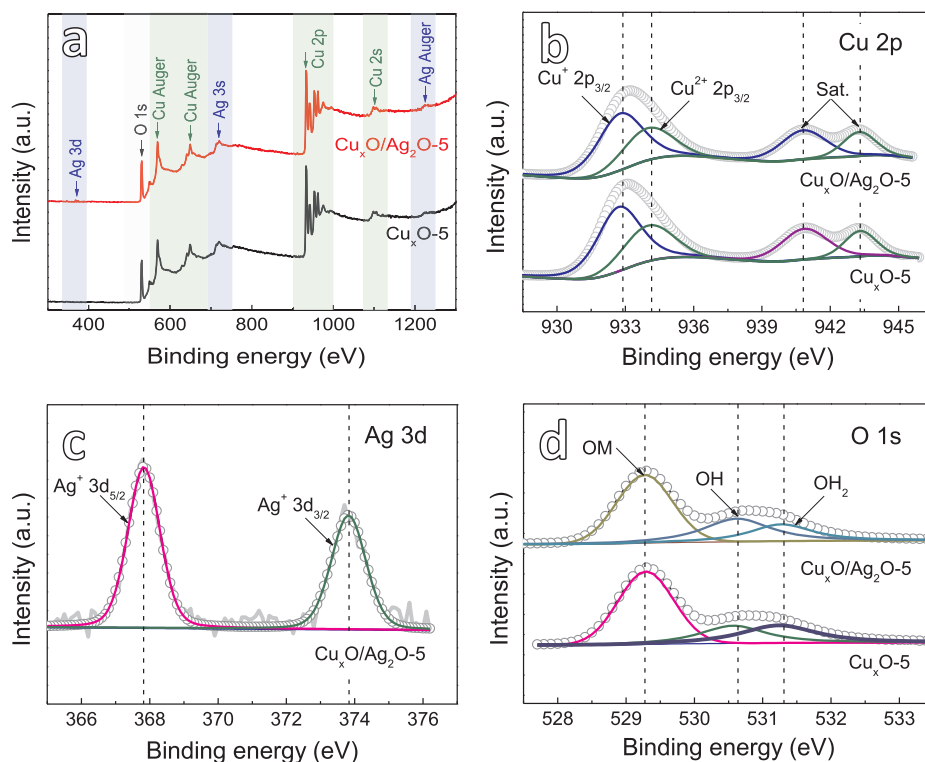 a
Intensity (a.u.)
Ag 3d
O 1s
Cu Auger
Cu Auger
Ag 3s
Cu 2p
Cu 2s
Ag Auger
CuₓO/Ag₂O-5
CuₓO-5
400 600 800 1000 1200
Binding energy (eV)
b
Cu 2p
Intensity (a.u.)
Cu⁺ 2p₃/₂
Cu²⁺ 2p₃/₂
Sat.
CuₓO/Ag₂O-5
CuₓO-5
930 933 936 939 942 945
Binding energy (eV)
c
Ag 3d
Intensity (a.u.)
Ag⁺ 3d₅/₂
Ag⁺ 3d₃/₂
CuₓO/Ag₂O-5
366 368 370 372 374 376
Binding energy (eV)
d
O 1s
Intensity (a.u.)
OM
OH
OH₂
CuₓO/Ag₂O-5
CuₓO-5
528 529 530 531 532 533
Binding energy (eV)